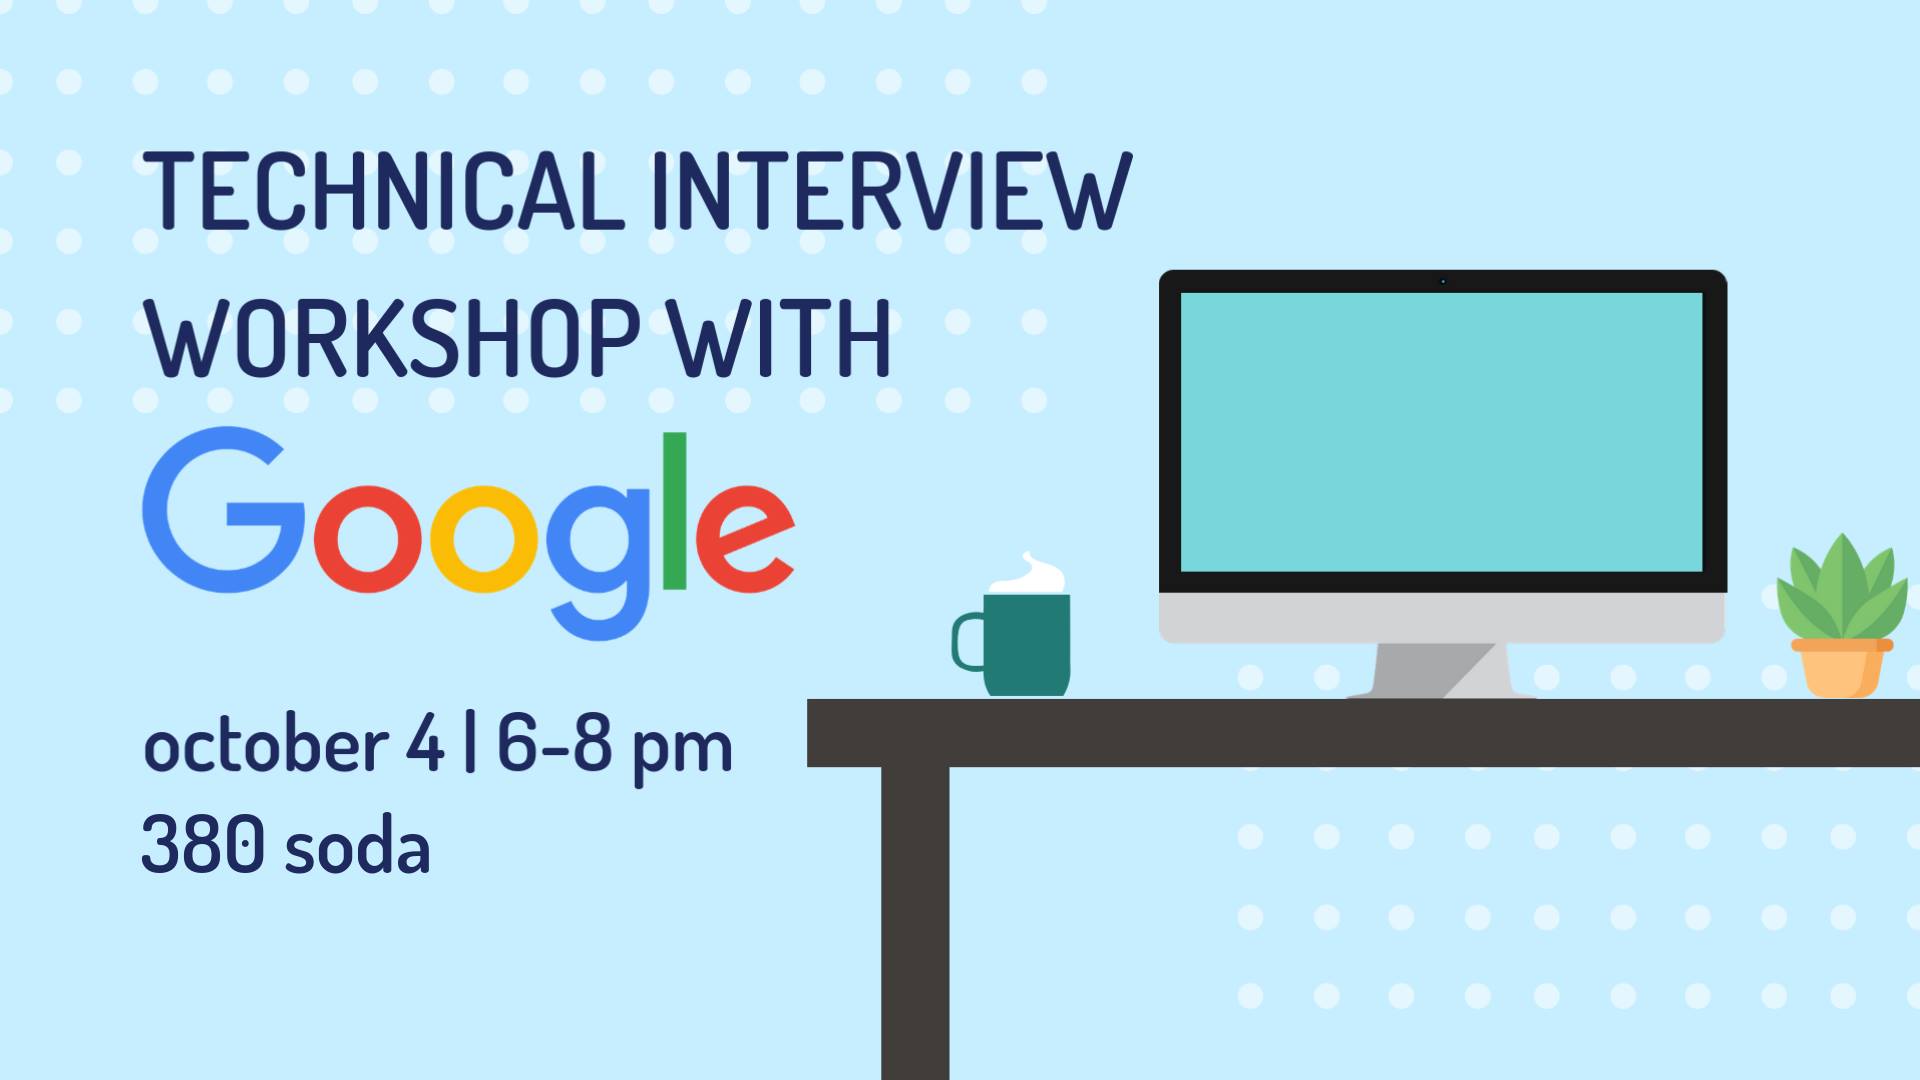 TECHNICAL INTERVIEW
WORKSHOP WITH
Google
october 4 | 6-8 pm
380 soda